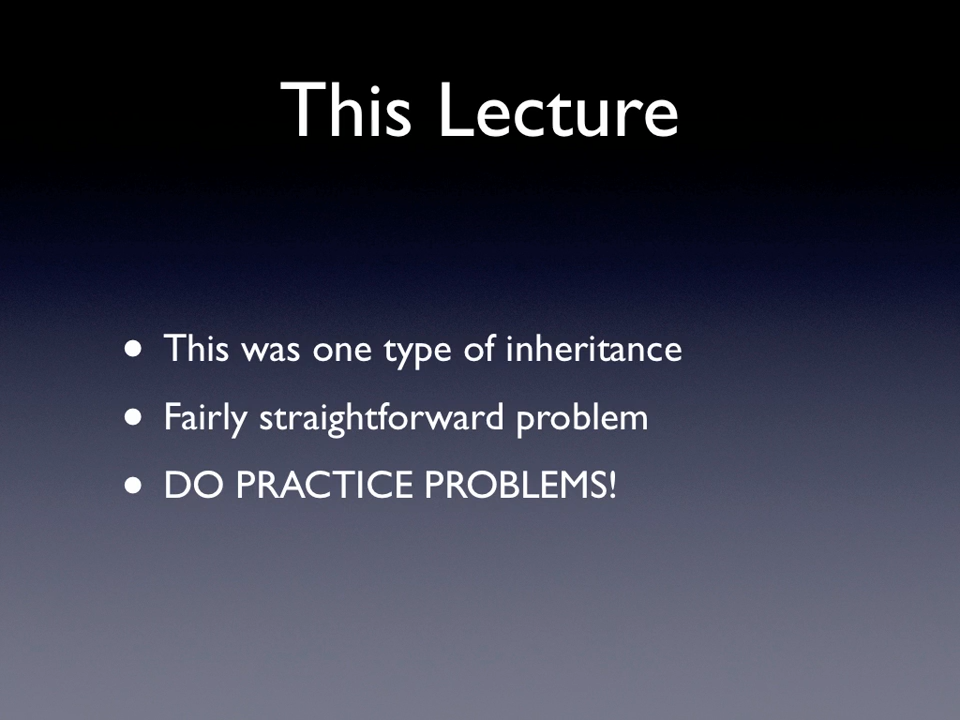 This Lecture
• This was one type of inheritance
• Fairly straightforward problem
• DO PRACTICE PROBLEMS!